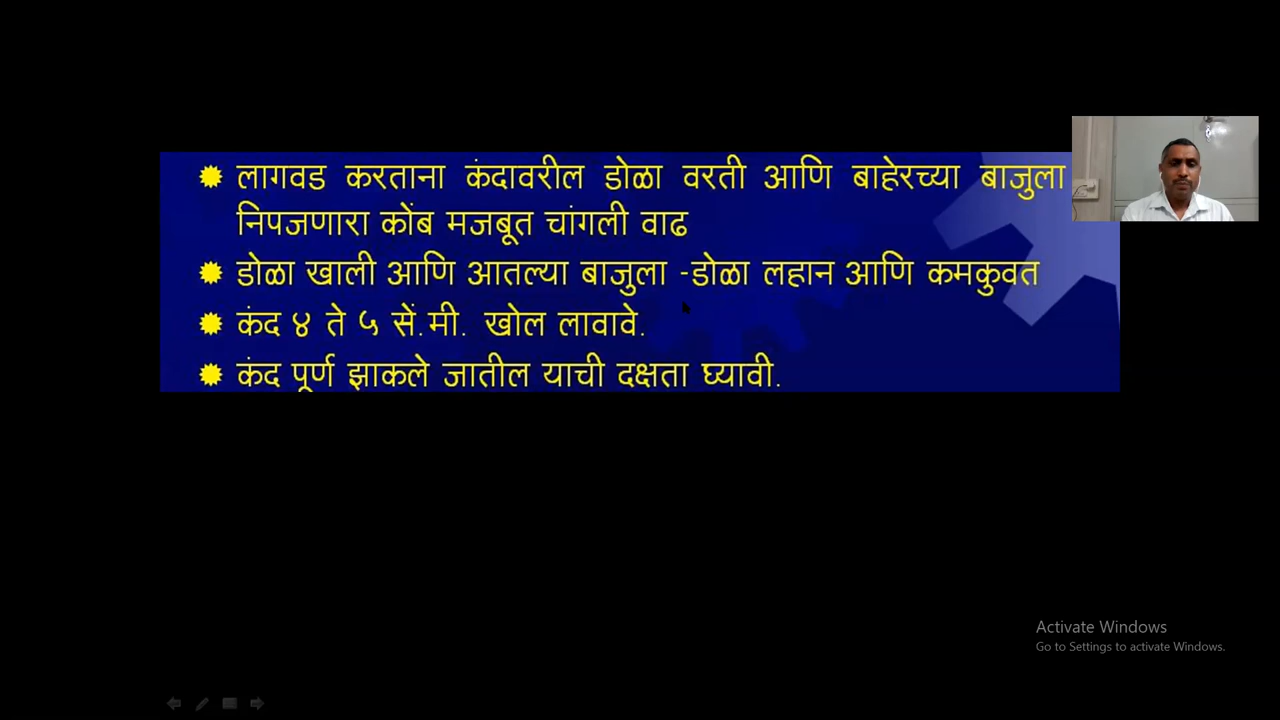 लागवड करताना कंदावरील डोळा वरती आणि बाहेरच्या बाजुला
निपजणारा कोंब मजबूत चांगली वाढ
डोळा खाली आणि आतल्या बाजुला -डोळा लहान आणि कमकुवत
कंद ४ ते ५ सें.मी. खोल लावावे.
कंद पूर्ण झाकले जातील याची दक्षता घ्यावी.
Activate Windows
Go to Settings to activate Windows.